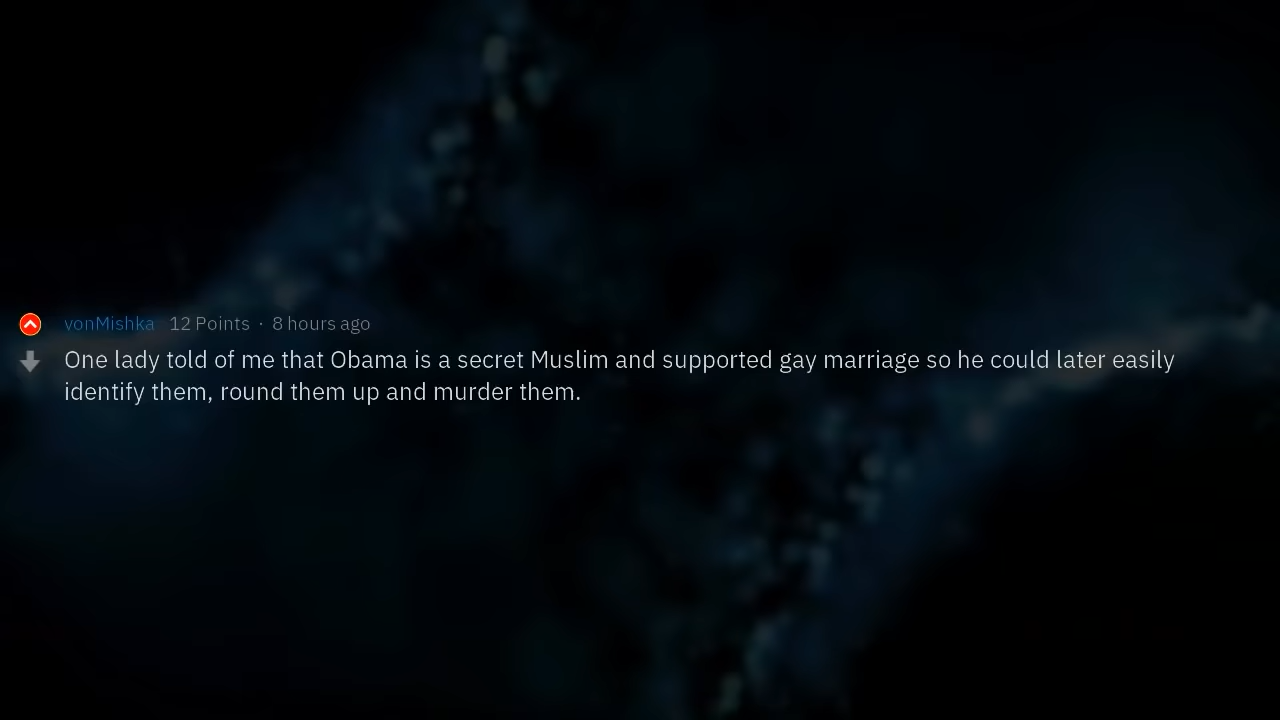 vonMishka 12 Points · 8 hours ago
One lady told of me that Obama is a secret Muslim and supported gay marriage so he could later easily
identify them, round them up and murder them.